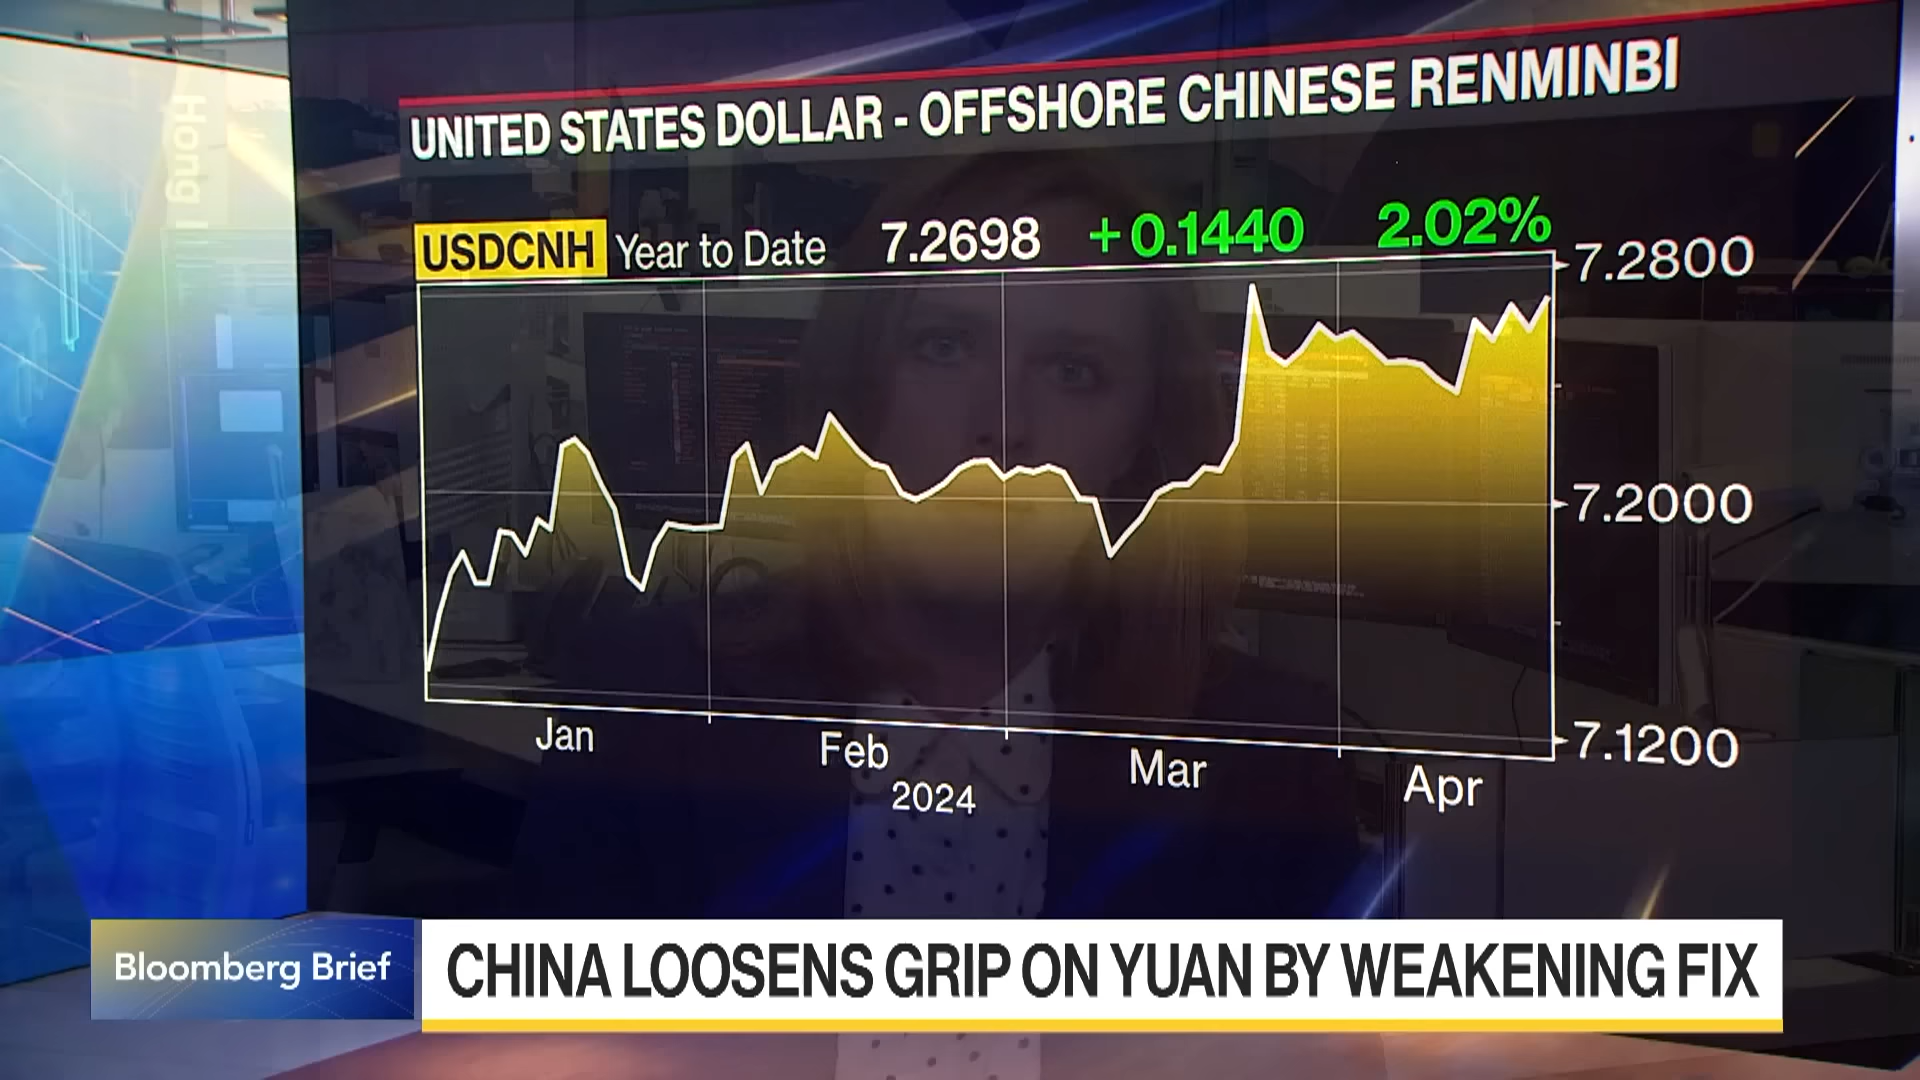 Hong
UNITED STATES DOLLAR - OFFSHORE CHINESE RENMINBI
USDCNH Year to Date 7.2698 +0.1440 2.02%
7.2800
7.2000
7.1200
Jan Feb Mar Apr
2024
Bloomberg Brief
CHINA LOOSENS GRIP ON YUAN BY WEAKENING FIX